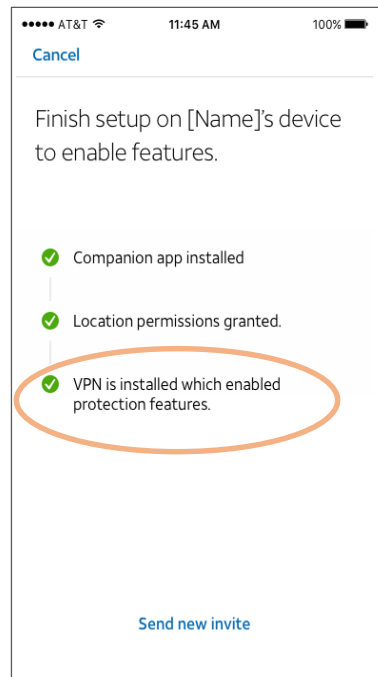 AT&T 11:45 AM 100%
Cancel
Finish setup on [Name]'s device
to enable features.
Companion app installed
Location permissions granted.
VPN is installed which enabled
protection features.
Send new invite